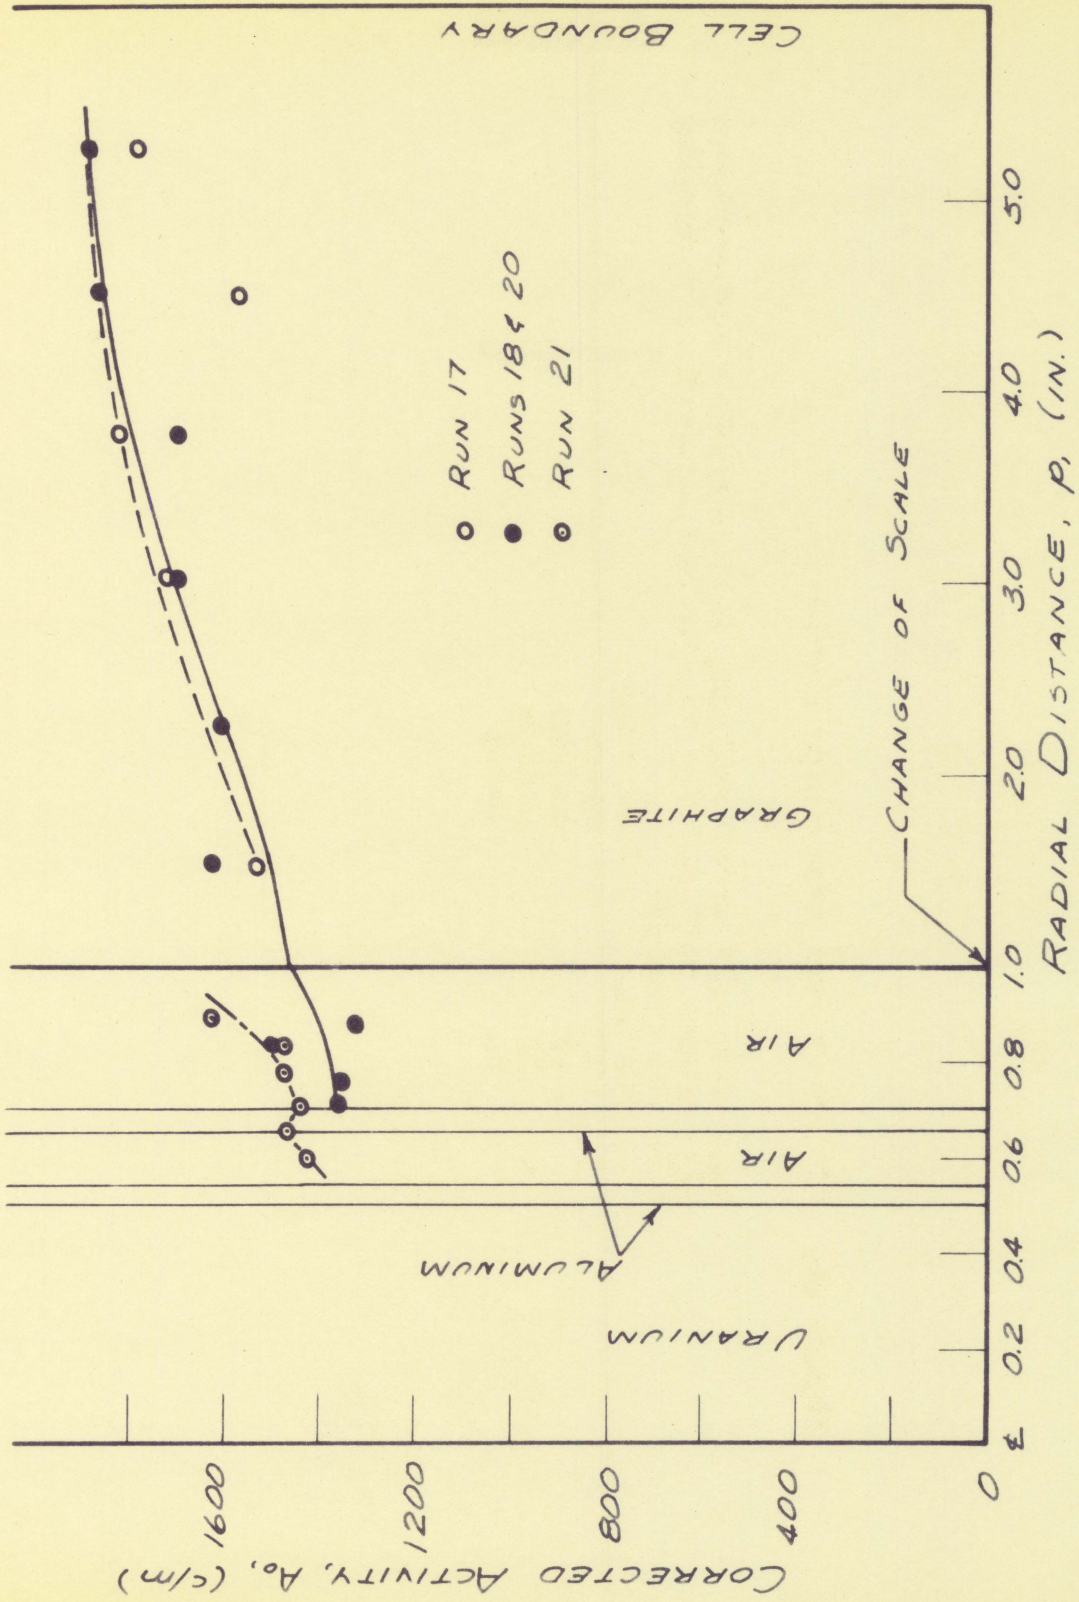 CORRECTED ACTIVITY, A₀, (c/m)
1600
1200
800
400
0
CELL BOUNDARY
RUN 17
RUNS 18 & 20
RUN 21
GRAPHITE
CHANGE OF SCALE
AIR
AIR
ALUMINUM
URANIUM
℄ 0.2 0.4 0.6 0.8 1.0 2.0 3.0 4.0 5.0
RADIAL DISTANCE, ρ, (IN.)